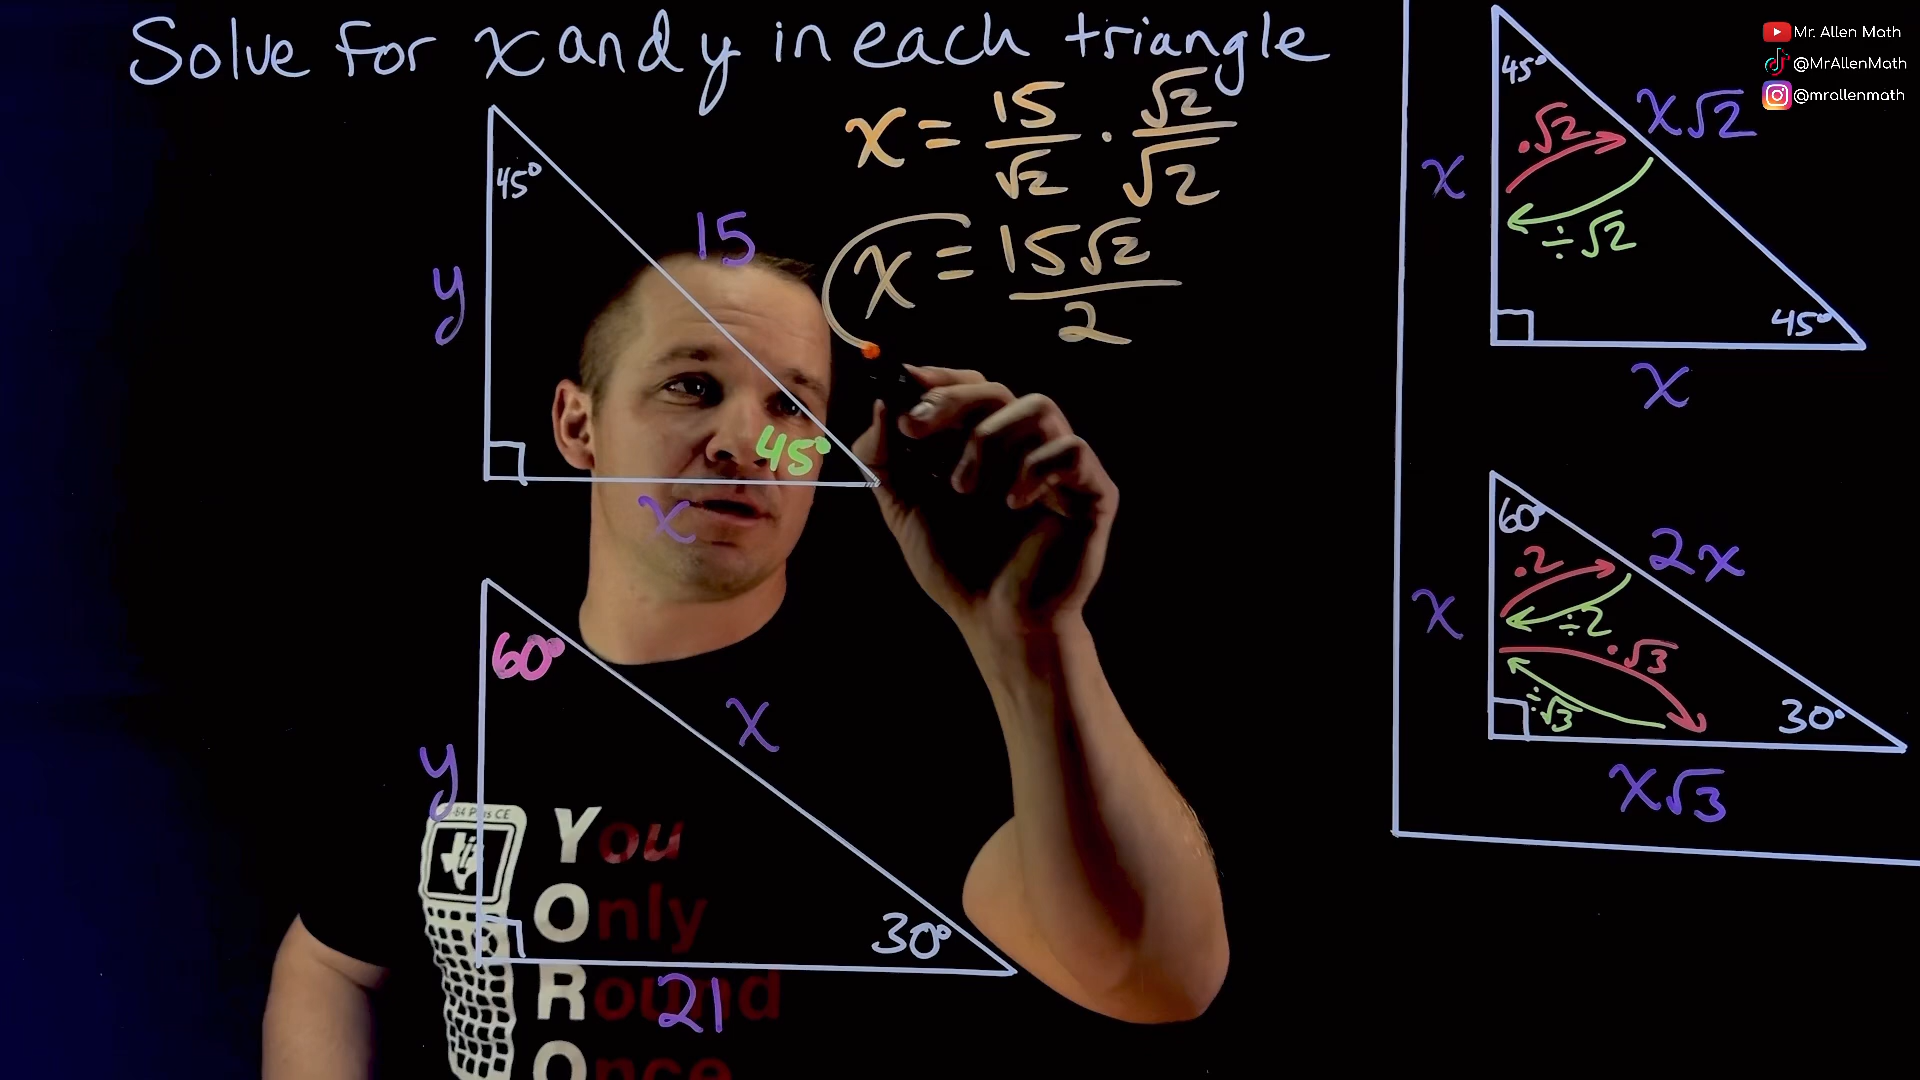 Solve for x and y in each triangle
x = 15/√2 · √2/√2
x = 15√2/2
45°
15
y
45°
x
60°
x
y
30°
21
45°
x√2
·√2
x
÷√2
45°
x
60°
2x
·2
x
÷2
·√3
÷√3
30°
x√3
Mr. Allen Math
@MrAllenMath
@mrallenmath
You
Only
Round
Once